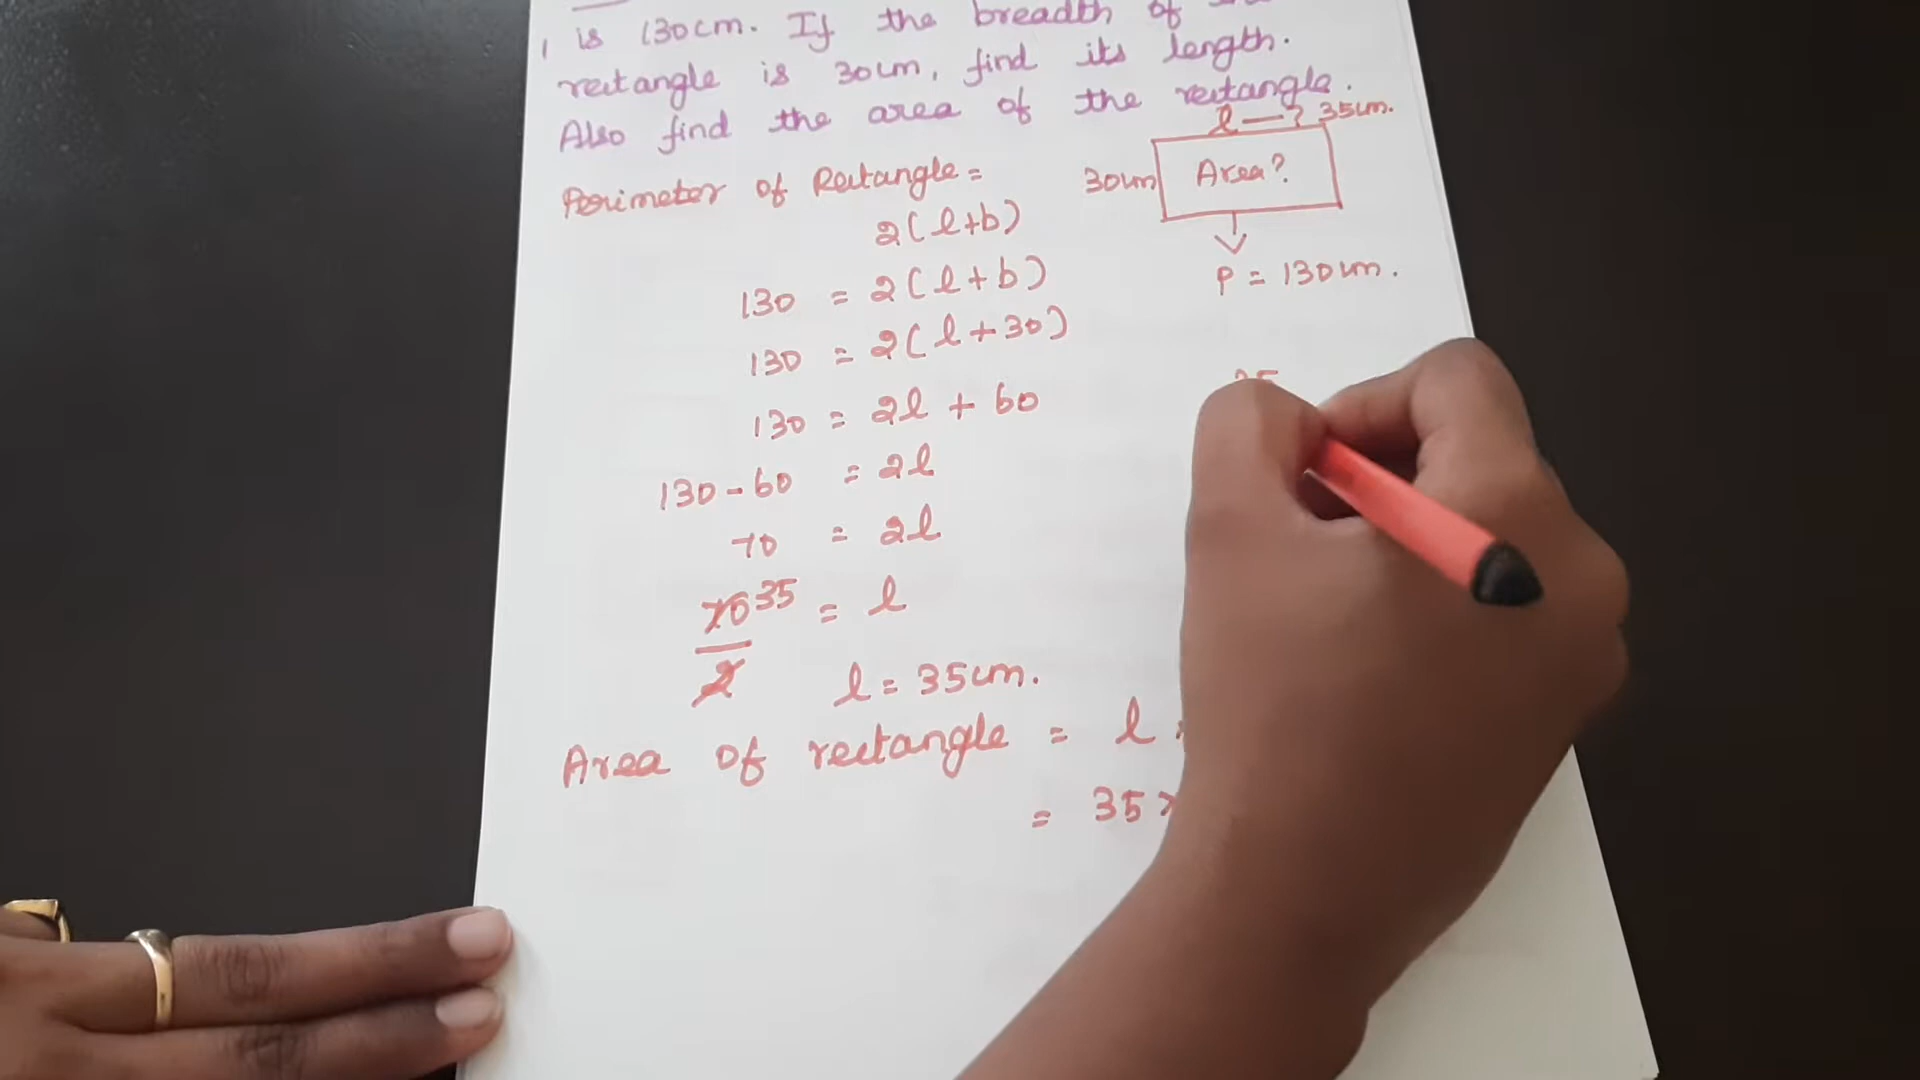 is 130cm. If the breadth of
rectangle is 30cm, find its length.
Also find the area of the rectangle.
l — ? 35cm.
30cm Area?
P = 130cm.
Perimeter of Rectangle =
2(l+b)
130 = 2(l+b)
130 = 2(l+30)
130 = 2l + 60
130-60 = 2l
70 = 2l
70 35 = l
2
l = 35cm.
Area of rectangle = l
= 35×